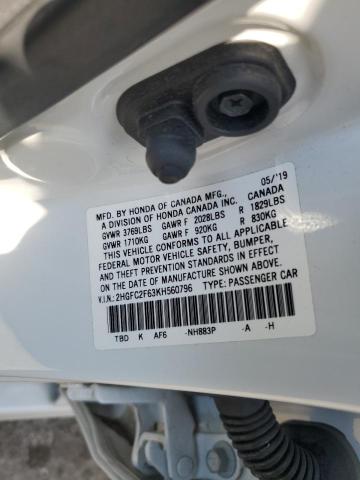 MFD. BY HONDA OF CANADA MFG., 05/'19
A DIVISION OF HONDA CANADA INC. CANADA
GVWR 3769LBS GAWR F 2028LBS R 1829LBS
GVWR 1710KG GAWR F 920KG R 830KG
THIS VEHICLE CONFORMS TO ALL APPLICABLE
FEDERAL MOTOR VEHICLE SAFETY, BUMPER,
AND THEFT PREVENTION STANDARDS IN EFFECT
ON THE DATE OF MANUFACTURE SHOWN ABOVE.
V.I.N.: 2HGFC2F63KH560796 TYPE: PASSENGER CAR
TBD K AF6 -NH883P -A -H